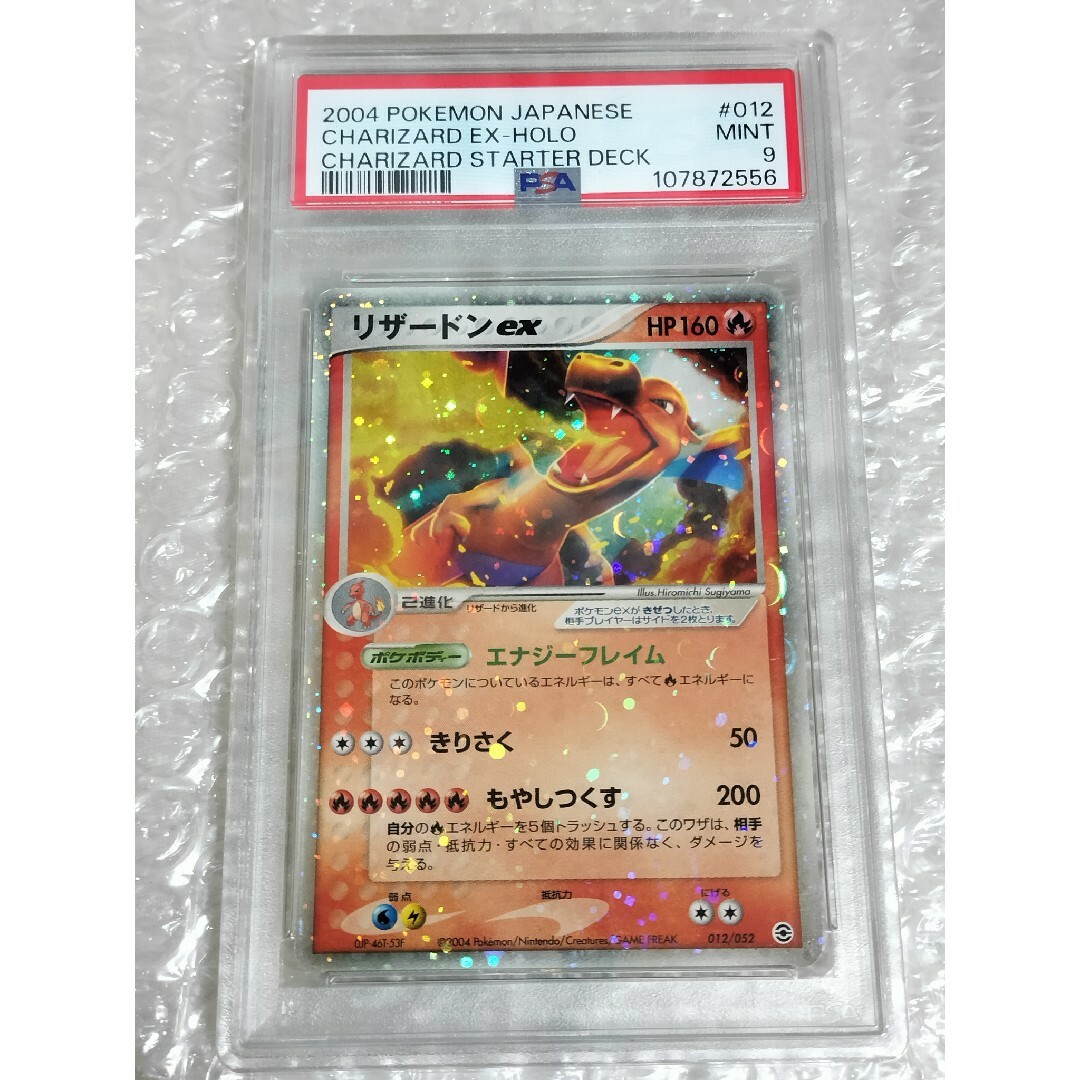 2004 POKEMON JAPANESE #012
CHARIZARD EX-HOLO MINT
CHARIZARD STARTER DECK 9
PSA 107872556
リザードンex HP160
Illus.Hiromichi Sugiyama
2進化 リザードから進化
ポケモンexがきぜつしたとき、
相手プレイヤーはサイドを2枚とります。
ポケボディー エナジーフレイム
このポケモンについているエネルギーは、すべてエネルギーに
なる。
きりさく 50
もやしつくす 200
自分のエネルギーを5個トラッシュする。このワザは、相手
の弱点・抵抗力・すべての効果に関係なく、ダメージを
与える。
弱点 抵抗力 にげる
0JP-46T-53F ©2004 Pokémon/Nintendo/Creatures/GAME FREAK 012/052